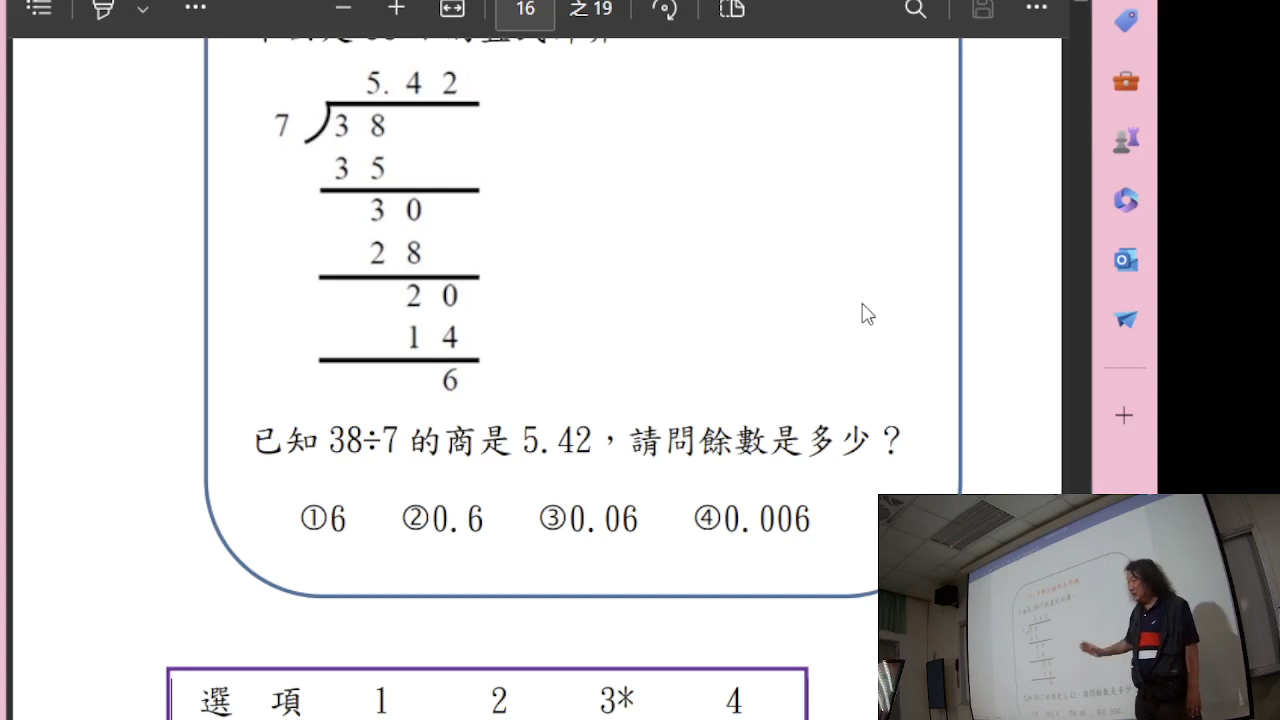 16 之 19
5. 4 2
7 3 8
3 5
3 0
2 8
2 0
1 4
6
已知 38÷7 的商是 5.42，請問餘數是多少？
①6 ②0.6 ③0.06 ④0.006
選 項 1 2 3* 4